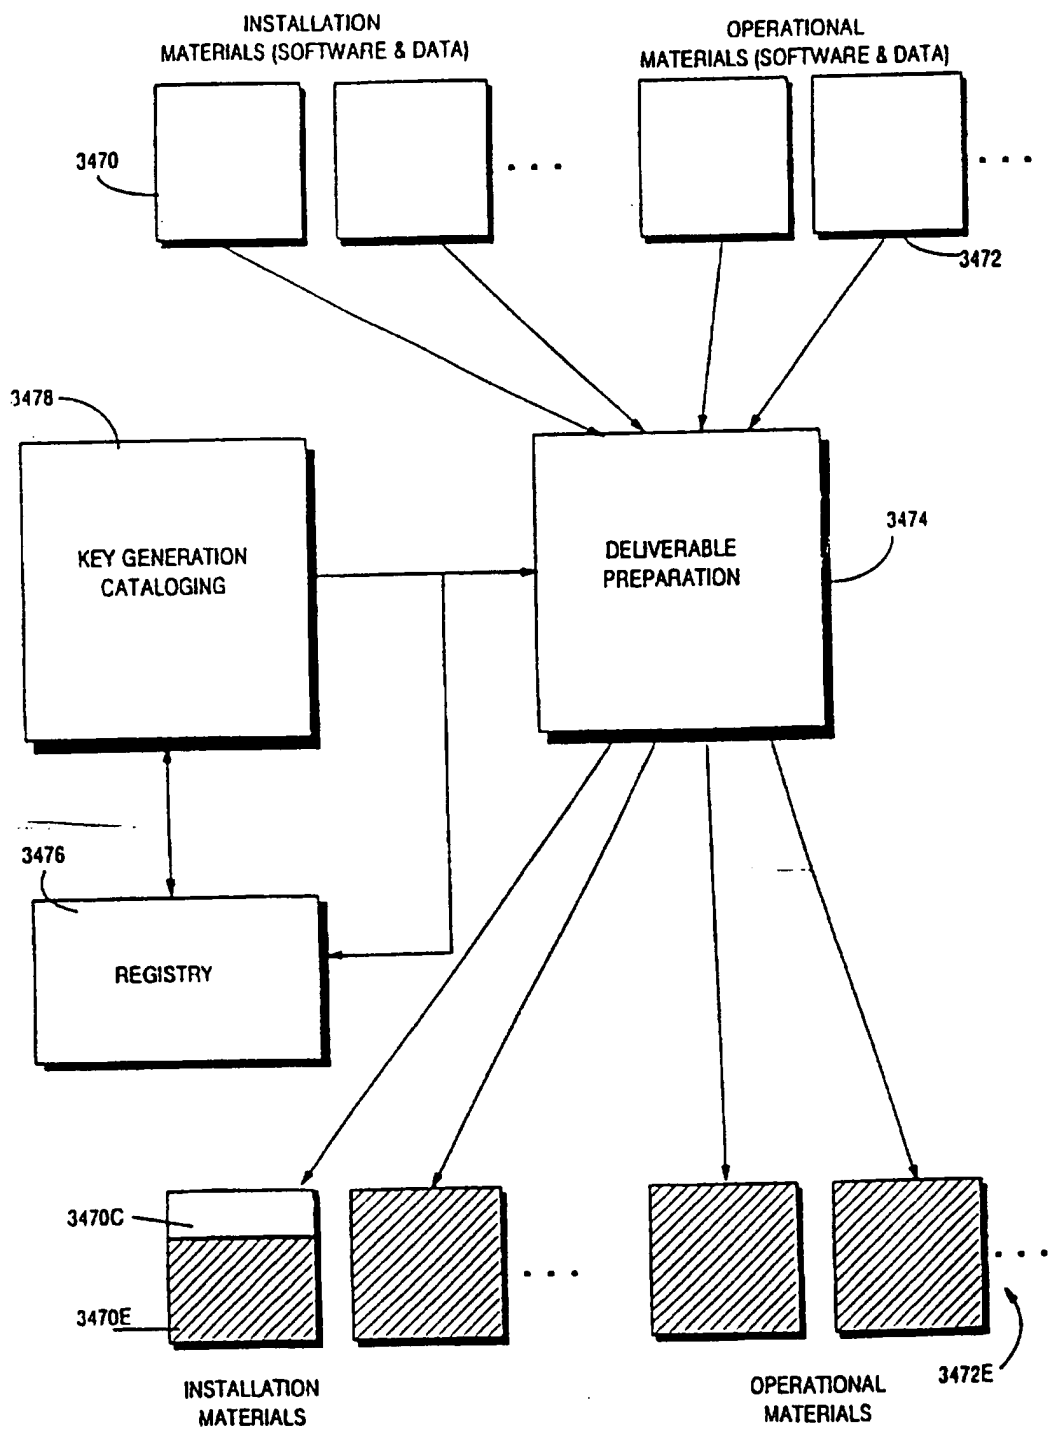 INSTALLATION
MATERIALS (SOFTWARE & DATA)
OPERATIONAL
MATERIALS (SOFTWARE & DATA)
3470
. . .
. . .
3472
3478
KEY GENERATION
CATALOGING
DELIVERABLE
PREPARATION
3474
3476
REGISTRY
3470C
3470E
. . .
. . .
3472E
INSTALLATION
MATERIALS
OPERATIONAL
MATERIALS